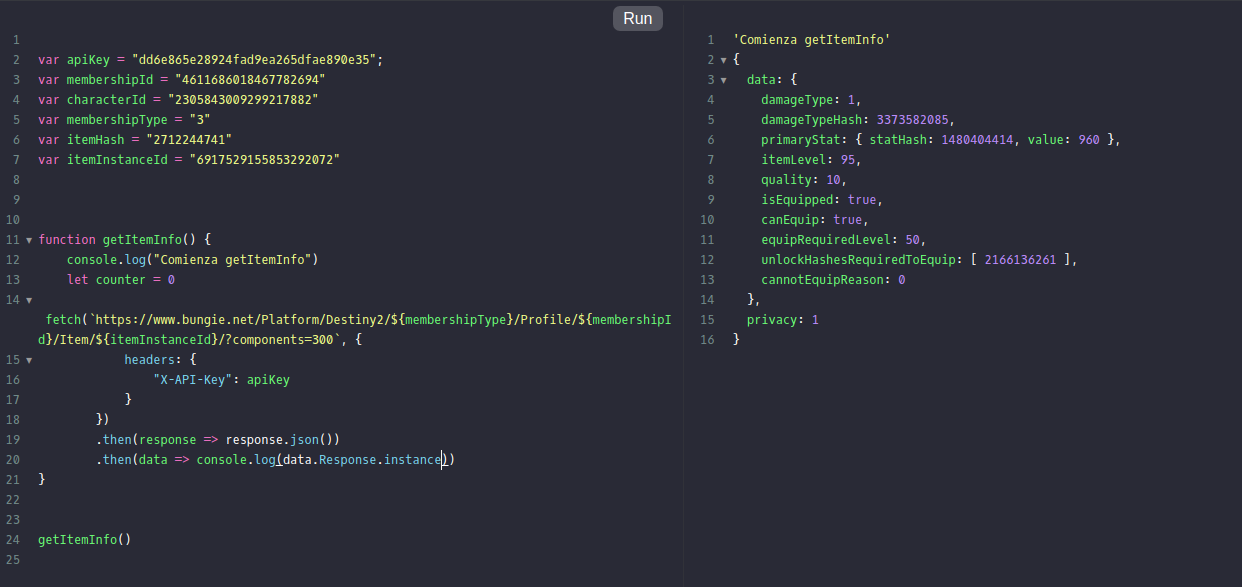 Run
1
2 var apiKey = "dd6e865e28924fad9ea265dfae890e35";
3 var membershipId = "4611686018467782694"
4 var characterId = "2305843009299217882"
5 var membershipType = "3"
6 var itemHash = "2712244741"
7 var itemInstanceId = "6917529155853292072"
8
9
10
11 ▼ function getItemInfo() {
12     console.log("Comienza getItemInfo")
13     let counter = 0
14 ▼
 fetch(`https://www.bungie.net/Platform/Destiny2/${membershipType}/Profile/${membershipI
d}/Item/${itemInstanceId}/?components=300`, {
15 ▼             headers: {
16                 "X-API-Key": apiKey
17             }
18         })
19         .then(response => response.json())
20         .then(data => console.log(data.Response.instance))
21 }
22
23
24 getItemInfo()
25
1 'Comienza getItemInfo'
2 ▼ {
3 ▼   data: {
4     damageType: 1,
5     damageTypeHash: 3373582085,
6     primaryStat: { statHash: 1480404414, value: 960 },
7     itemLevel: 95,
8     quality: 10,
9     isEquipped: true,
10     canEquip: true,
11     equipRequiredLevel: 50,
12     unlockHashesRequiredToEquip: [ 2166136261 ],
13     cannotEquipReason: 0
14   },
15   privacy: 1
16 }